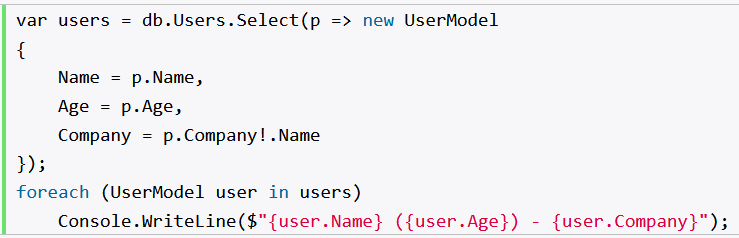 var users = db.Users.Select(p => new UserModel
{
    Name = p.Name,
    Age = p.Age,
    Company = p.Company!.Name
});
foreach (UserModel user in users)
    Console.WriteLine($"{user.Name} ({user.Age}) - {user.Company}");